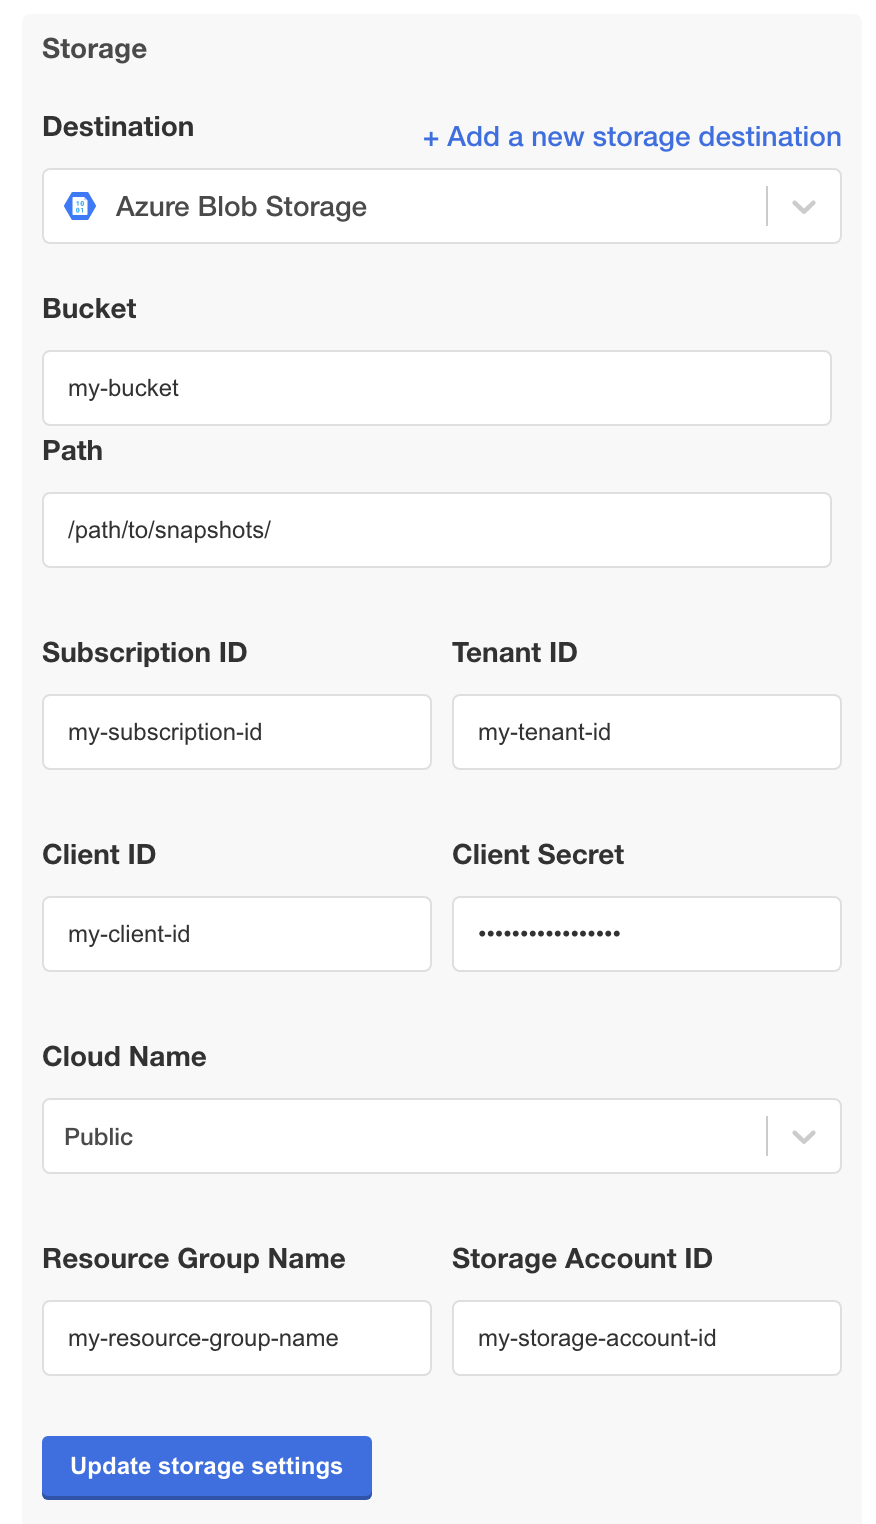 Storage
Destination
+ Add a new storage destination
10
01
Azure Blob Storage
Bucket
my-bucket
Path
/path/to/snapshots/
Subscription ID
Tenant ID
my-subscription-id
my-tenant-id
Client ID
Client Secret
my-client-id
•••••••••••••••••
Cloud Name
Public
Resource Group Name
Storage Account ID
my-resource-group-name
my-storage-account-id
Update storage settings